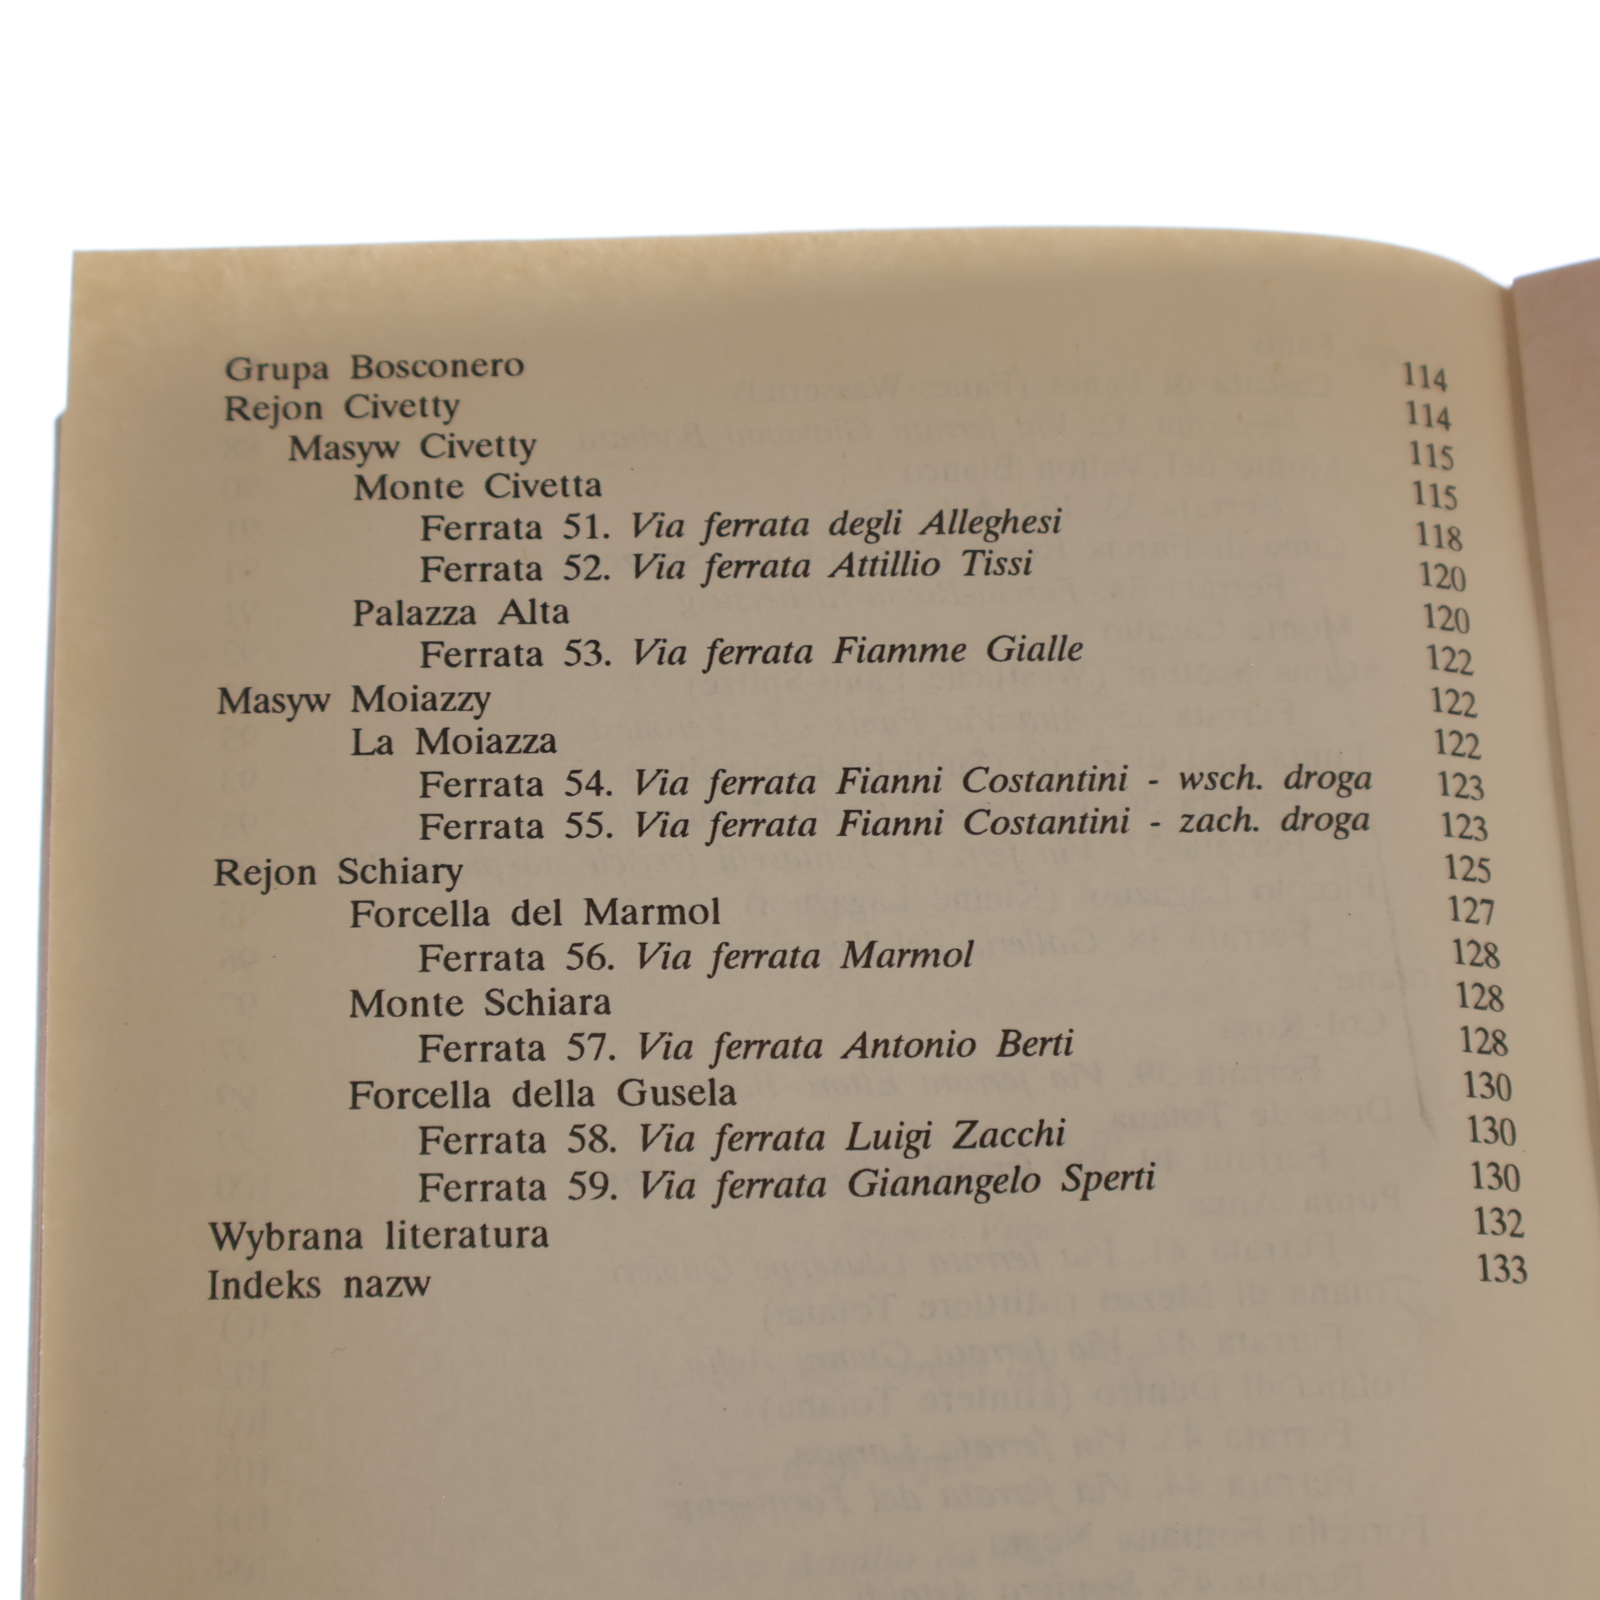 Grupa Bosconero 114
Rejon Civetty 114
Masyw Civetty 115
Monte Civetta 115
Ferrata 51. Via ferrata degli Alleghesi 118
Ferrata 52. Via ferrata Attillio Tissi 120
Palazza Alta 120
Ferrata 53. Via ferrata Fiamme Gialle 122
Masyw Moiazzy 122
La Moiazza 122
Ferrata 54. Via ferrata Fianni Costantini - wsch. droga 123
Ferrata 55. Via ferrata Fianni Costantini - zach. droga 123
Rejon Schiary 125
Forcella del Marmol 127
Ferrata 56. Via ferrata Marmol 128
Monte Schiara 128
Ferrata 57. Via ferrata Antonio Berti 128
Forcella della Gusela 130
Ferrata 58. Via ferrata Luigi Zacchi 130
Ferrata 59. Via ferrata Gianangelo Sperti 130
Wybrana literatura 132
Indeks nazw 133